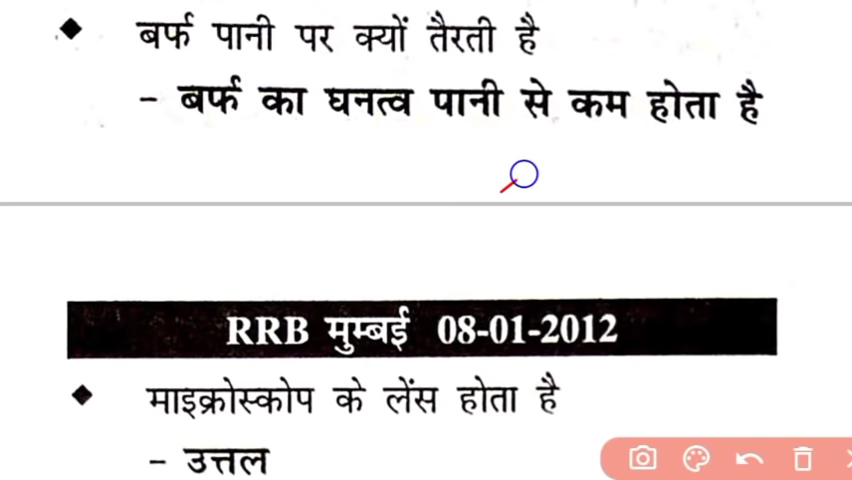 ◆ बर्फ पानी पर क्यों तैरती है
- बर्फ का घनत्व पानी से कम होता है
RRB मुम्बई 08-01-2012
◆ माइक्रोस्कोप के लेंस होता है
- उत्तल